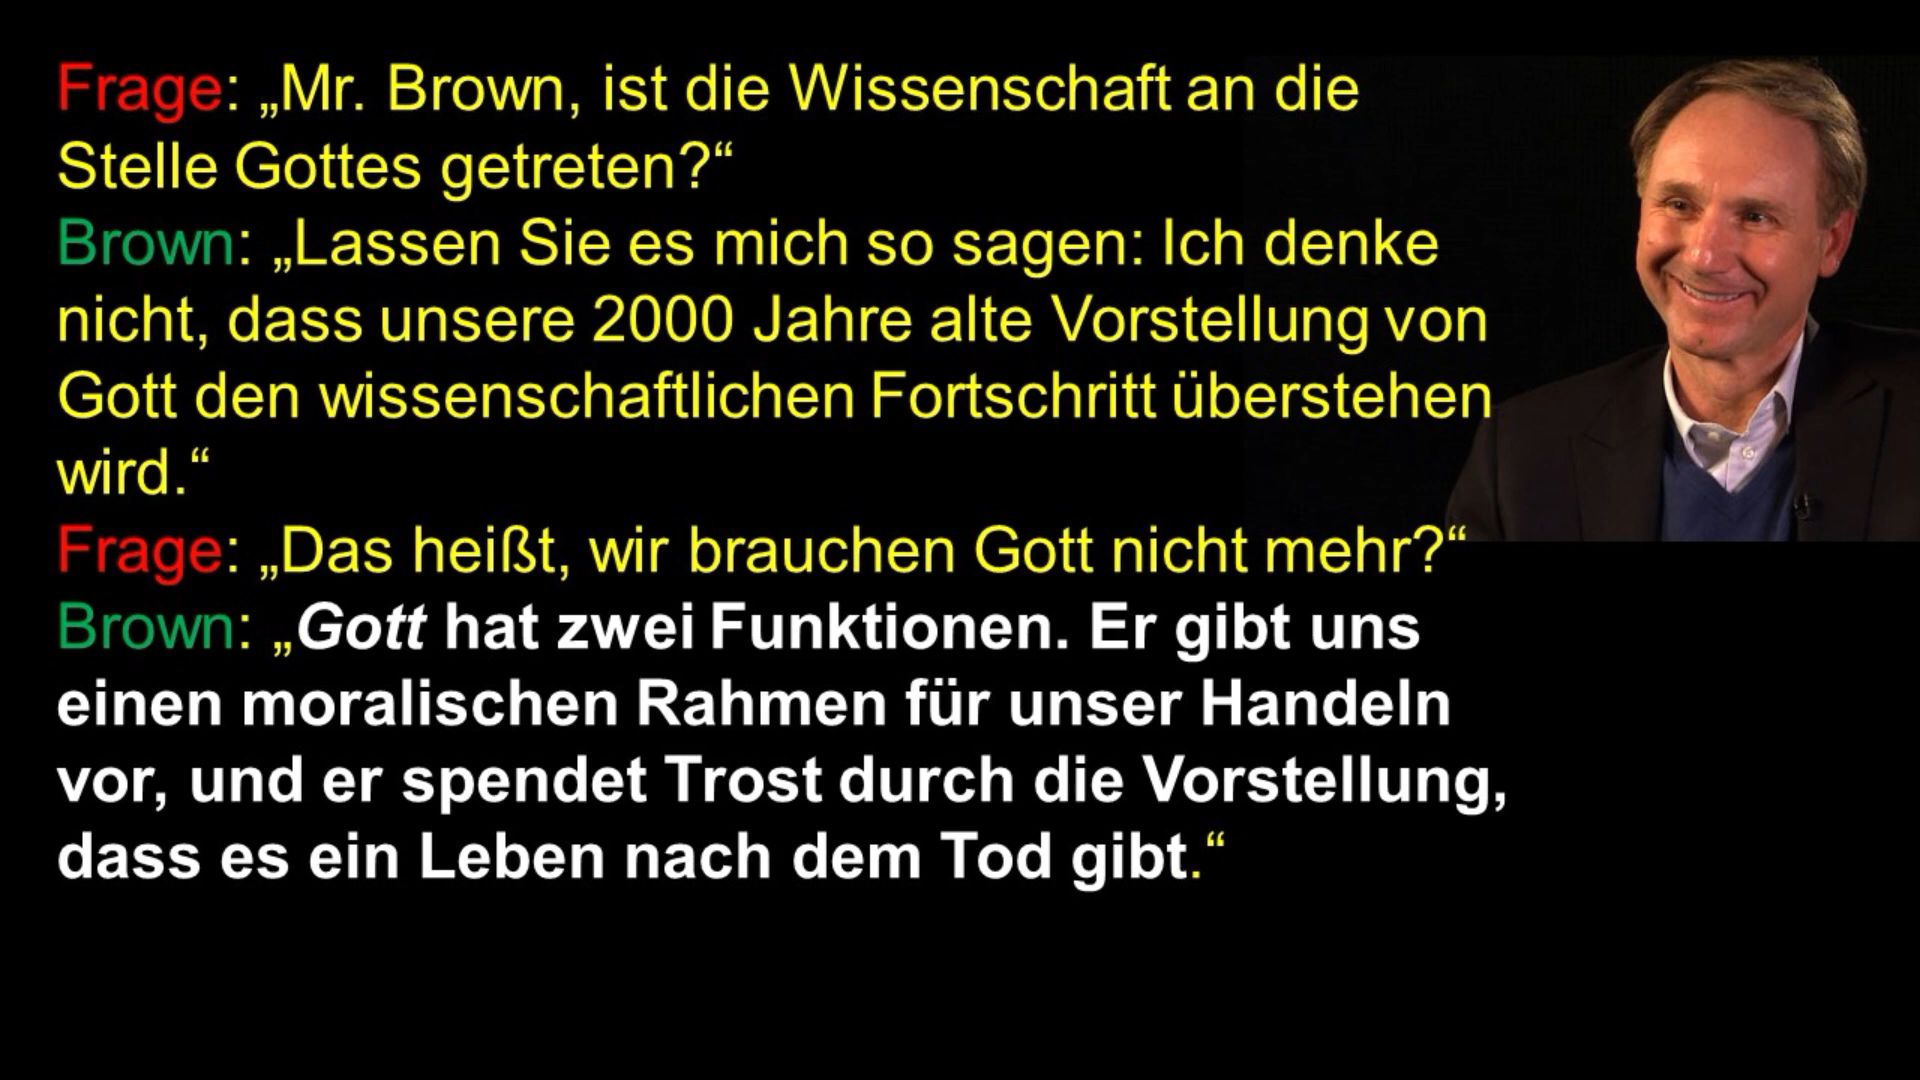 Frage: „Mr. Brown, ist die Wissenschaft an die
Stelle Gottes getreten?“
Brown: „Lassen Sie es mich so sagen: Ich denke
nicht, dass unsere 2000 Jahre alte Vorstellung von
Gott den wissenschaftlichen Fortschritt überstehen
wird.“
Frage: „Das heißt, wir brauchen Gott nicht mehr?“
Brown: „Gott hat zwei Funktionen. Er gibt uns
einen moralischen Rahmen für unser Handeln
vor, und er spendet Trost durch die Vorstellung,
dass es ein Leben nach dem Tod gibt.“